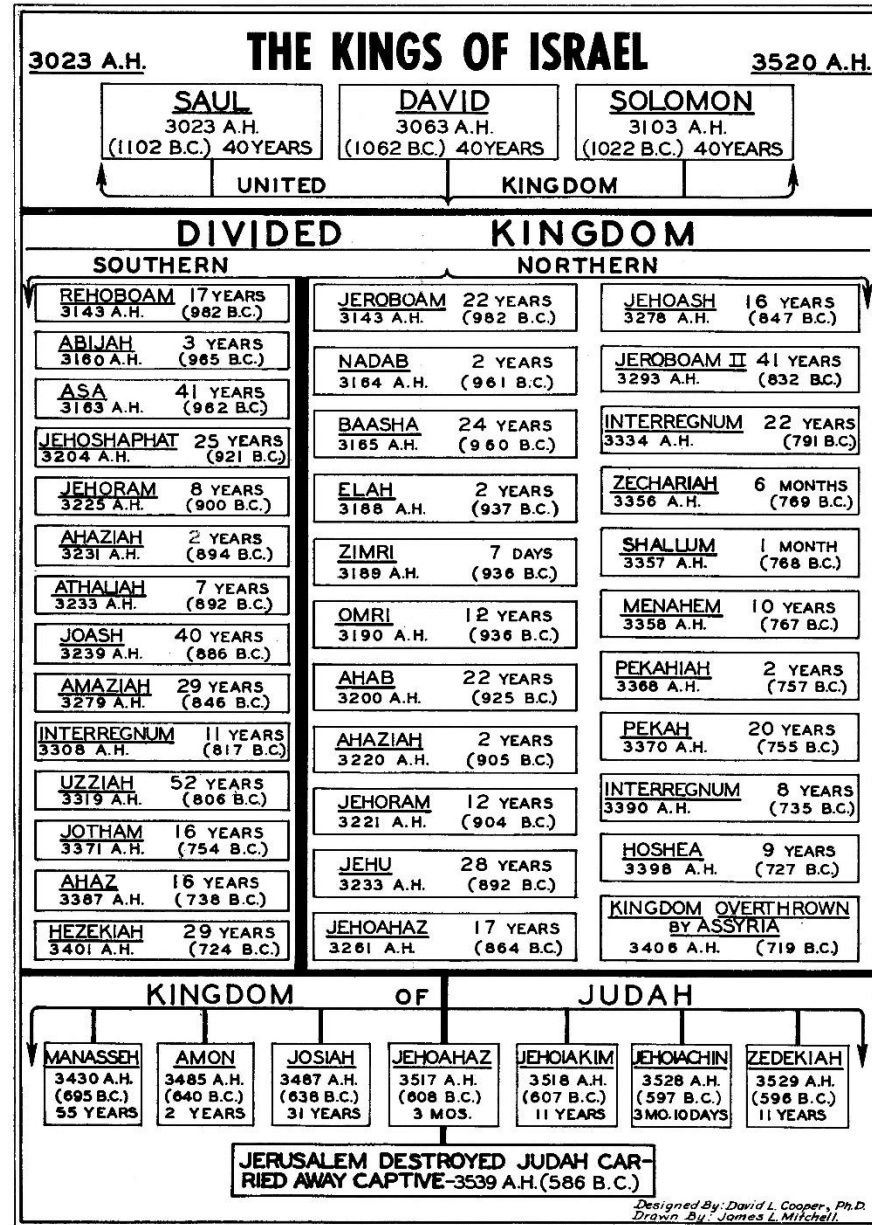 THE KINGS OF ISRAEL
3023 A.H.
3520 A.H.
SAUL
3023 A.H.
(1102 B.C.) 40 YEARS
DAVID
3063 A.H.
(1062 B.C.) 40 YEARS
SOLOMON
3103 A.H.
(1022 B.C.) 40 YEARS
UNITED KINGDOM
DIVIDED KINGDOM
SOUTHERN
REHOBOAM 17 YEARS
3143 A.H. (982 B.C.)
ABIJAH 3 YEARS
3160 A.H. (965 B.C.)
ASA 41 YEARS
3163 A.H. (962 B.C.)
JEHOSHAPHAT 25 YEARS
3204 A.H. (921 B.C.)
JEHORAM 8 YEARS
3225 A.H. (900 B.C.)
AHAZIAH 2 YEARS
3231 A.H. (894 B.C.)
ATHALIAH 7 YEARS
3233 A.H. (892 B.C.)
JOASH 40 YEARS
3239 A.H. (886 B.C.)
AMAZIAH 29 YEARS
3279 A.H. (846 B.C.)
INTERREGNUM 11 YEARS
3308 A.H. (817 B.C.)
UZZIAH 52 YEARS
3319 A.H. (806 B.C.)
JOTHAM 16 YEARS
3371 A.H. (754 B.C.)
AHAZ 16 YEARS
3387 A.H. (738 B.C.)
HEZEKIAH 29 YEARS
3401 A.H. (724 B.C.)
NORTHERN
JEROBOAM 22 YEARS
3143 A.H. (982 B.C.)
NADAB 2 YEARS
3164 A.H. (961 B.C.)
BAASHA 24 YEARS
3165 A.H. (960 B.C.)
ELAH 2 YEARS
3188 A.H. (937 B.C.)
ZIMRI 7 DAYS
3189 A.H. (936 B.C.)
OMRI 12 YEARS
3190 A.H. (936 B.C.)
AHAB 22 YEARS
3200 A.H. (925 B.C.)
AHAZIAH 2 YEARS
3220 A.H. (905 B.C.)
JEHORAM 12 YEARS
3221 A.H. (904 B.C.)
JEHU 28 YEARS
3233 A.H. (892 B.C.)
JEHOAHAZ 17 YEARS
3261 A.H. (864 B.C.)
JEHOASH 16 YEARS
3278 A.H. (847 B.C.)
JEROBOAM II 41 YEARS
3293 A.H. (832 B.C.)
INTERREGNUM 22 YEARS
3334 A.H. (791 B.C.)
ZECHARIAH 6 MONTHS
3356 A.H. (769 B.C.)
SHALLUM 1 MONTH
3357 A.H. (768 B.C.)
MENAHEM 10 YEARS
3358 A.H. (767 B.C.)
PEKAHIAH 2 YEARS
3368 A.H. (757 B.C.)
PEKAH 20 YEARS
3370 A.H. (755 B.C.)
INTERREGNUM 8 YEARS
3390 A.H. (735 B.C.)
HOSHEA 9 YEARS
3398 A.H. (727 B.C.)
KINGDOM OVERTHROWN
BY ASSYRIA
3406 A.H. (719 B.C.)
KINGDOM OF JUDAH
MANASSEH
3430 A.H.
(695 B.C.)
55 YEARS
AMON
3485 A.H.
(640 B.C.)
2 YEARS
JOSIAH
3487 A.H.
(638 B.C.)
31 YEARS
JEHOAHAZ
3517 A.H.
(608 B.C.)
3 MOS.
JEHOIAKIM
3518 A.H.
(607 B.C.)
11 YEARS
JEHOIACHIN
3528 A.H.
(597 B.C.)
3 MO. 10 DAYS
ZEDEKIAH
3529 A.H.
(596 B.C.)
11 YEARS
JERUSALEM DESTROYED JUDAH CAR-
RIED AWAY CAPTIVE-3539 A.H. (586 B.C.)
Designed By: David L. Cooper, Ph.D.
Drawn By: James L. Mitchell.